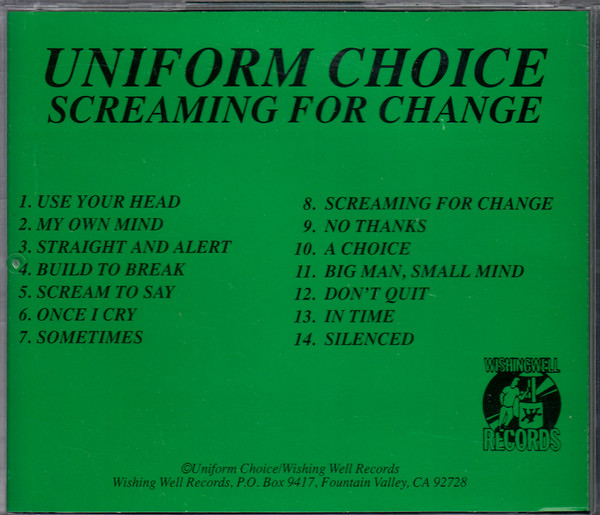 UNIFORM CHOICE
SCREAMING FOR CHANGE
1. USE YOUR HEAD
2. MY OWN MIND
3. STRAIGHT AND ALERT
4. BUILD TO BREAK
5. SCREAM TO SAY
6. ONCE I CRY
7. SOMETIMES
8. SCREAMING FOR CHANGE
9. NO THANKS
10. A CHOICE
11. BIG MAN, SMALL MIND
12. DON'T QUIT
13. IN TIME
14. SILENCED
WISHINGWELL
RECORDS
©Uniform Choice/Wishing Well Records
Wishing Well Records, P.O. Box 9417, Fountain Valley, CA 92728